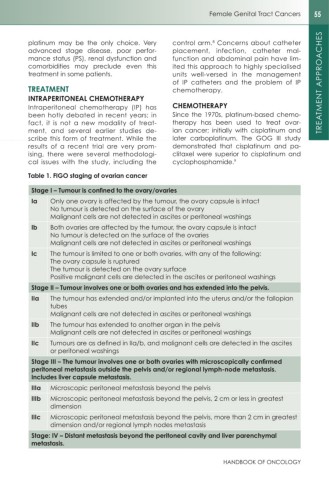 Female Genital Tract Cancers 55
TREATMENT APPROACHES
platinum may be the only choice. Very
advanced stage disease, poor perfor-
mance status (PS), renal dysfunction and
comorbidities may preclude even this
treatment in some patients.
TREATMENT
INTRAPERITONEAL CHEMOTHERAPY
Intraperitoneal chemotherapy (IP) has
been hotly debated in recent years; in
fact, it is not a new modality of treat-
ment, and several earlier studies de-
scribe this form of treatment. While the
results of a recent trial are very prom-
ising, there were several methodologi-
cal issues with the study, including the
control arm.⁸ Concerns about catheter
placement, infection, catheter mal-
function and abdominal pain have lim-
ited this approach to highly specialised
units well-versed in the management
of IP catheters and the problem of IP
chemotherapy.
CHEMOTHERAPY
Since the 1970s, platinum-based chemo-
therapy has been used to treat ovar-
ian cancer; initially with cisplatinum and
later carboplatinum. The GOG III study
demonstrated that cisplatinum and pa-
clitaxel were superior to cisplatinum and
cyclophosphamide.⁹
Table 1. FIGO staging of ovarian cancer
Stage I – Tumour is confined to the ovary/ovaries
Ia Only one ovary is affected by the tumour, the ovary capsule is intact
No tumour is detected on the surface of the ovary
Malignant cells are not detected in ascites or peritoneal washings
Ib Both ovaries are affected by the tumour, the ovary capsule is intact
No tumour is detected on the surface of the ovaries
Malignant cells are not detected in ascites or peritoneal washings
Ic The tumour is limited to one or both ovaries, with any of the following:
The ovary capsule is ruptured
The tumour is detected on the ovary surface
Positive malignant cells are detected in the ascites or peritoneal washings
Stage II – Tumour involves one or both ovaries and has extended into the pelvis.
IIa The tumour has extended and/or implanted into the uterus and/or the fallopian
tubes
Malignant cells are not detected in ascites or peritoneal washings
IIb The tumour has extended to another organ in the pelvis
Malignant cells are not detected in ascites or peritoneal washings
IIc Tumours are as defined in IIa/b, and malignant cells are detected in the ascites
or peritoneal washings
Stage III – The tumour involves one or both ovaries with microscopically confirmed
peritoneal metastasis outside the pelvis and/or regional lymph-node metastasis.
Includes liver capsule metastasis.
IIIa Microscopic peritoneal metastasis beyond the pelvis
IIIb Microscopic peritoneal metastasis beyond the pelvis, 2 cm or less in greatest
dimension
IIIc Microscopic peritoneal metastasis beyond the pelvis, more than 2 cm in greatest
dimension and/or regional lymph nodes metastasis
Stage: IV – Distant metastasis beyond the peritoneal cavity and liver parenchymal
metastasis.
HANDBOOK OF ONCOLOGY